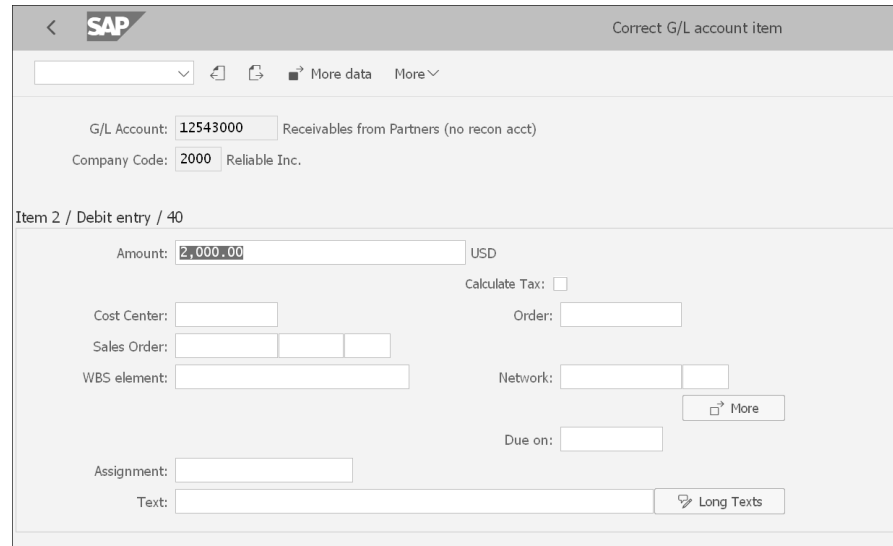 SAP Correct G/L account item
More data More
G/L Account: 12543000 Receivables from Partners (no recon acct)
Company Code: 2000 Reliable Inc.
Item 2 / Debit entry / 40
Amount: 2,000.00 USD
Calculate Tax:
Cost Center: Order:
Sales Order:
WBS element: Network:
More
Due on:
Assignment:
Text: Long Texts